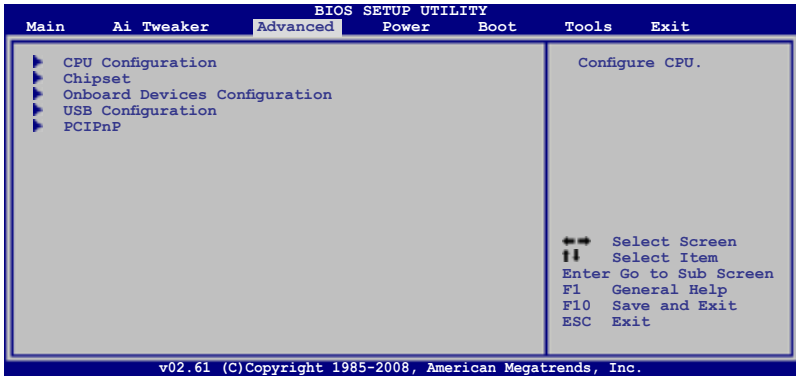 BIOS SETUP UTILITY
Main Ai Tweaker Advanced Power Boot Tools Exit
CPU Configuration
Chipset
Onboard Devices Configuration
USB Configuration
PCIPnP
Configure CPU.
Select Screen
Select Item
Enter Go to Sub Screen
F1 General Help
F10 Save and Exit
ESC Exit
v02.61 (C)Copyright 1985-2008, American Megatrends, Inc.